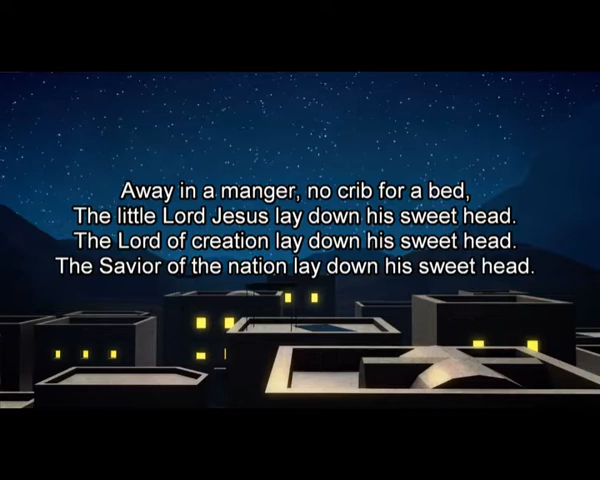 Away in a manger, no crib for a bed,
The little Lord Jesus lay down his sweet head.
The Lord of creation lay down his sweet head.
The Savior of the nation lay down his sweet head.